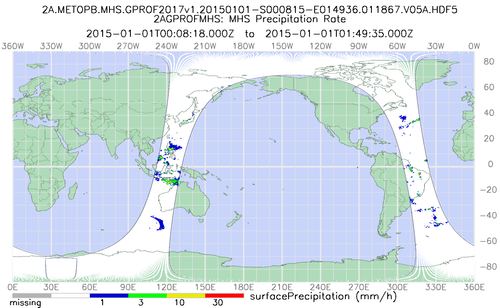 2A.METOPB.MHS.GPROF2017v1.20150101-S000815-E014936.011867.V05A.HDF5
2AGPROFMHS: MHS Precipitation Rate
2015-01-01T00:08:18.000Z to 2015-01-01T01:49:35.000Z
360W 330W 300W 270W 240W 210W 180W 150W 120W 90W 60W 30W 0W
80
60
40
20
0
-20
-40
-60
-80
00E 30E 60E 90E 120E 150E 180E 210E 240E 270E 300E 330E 360E
missing 1 3 10 30 surfacePrecipitation (mm/h)